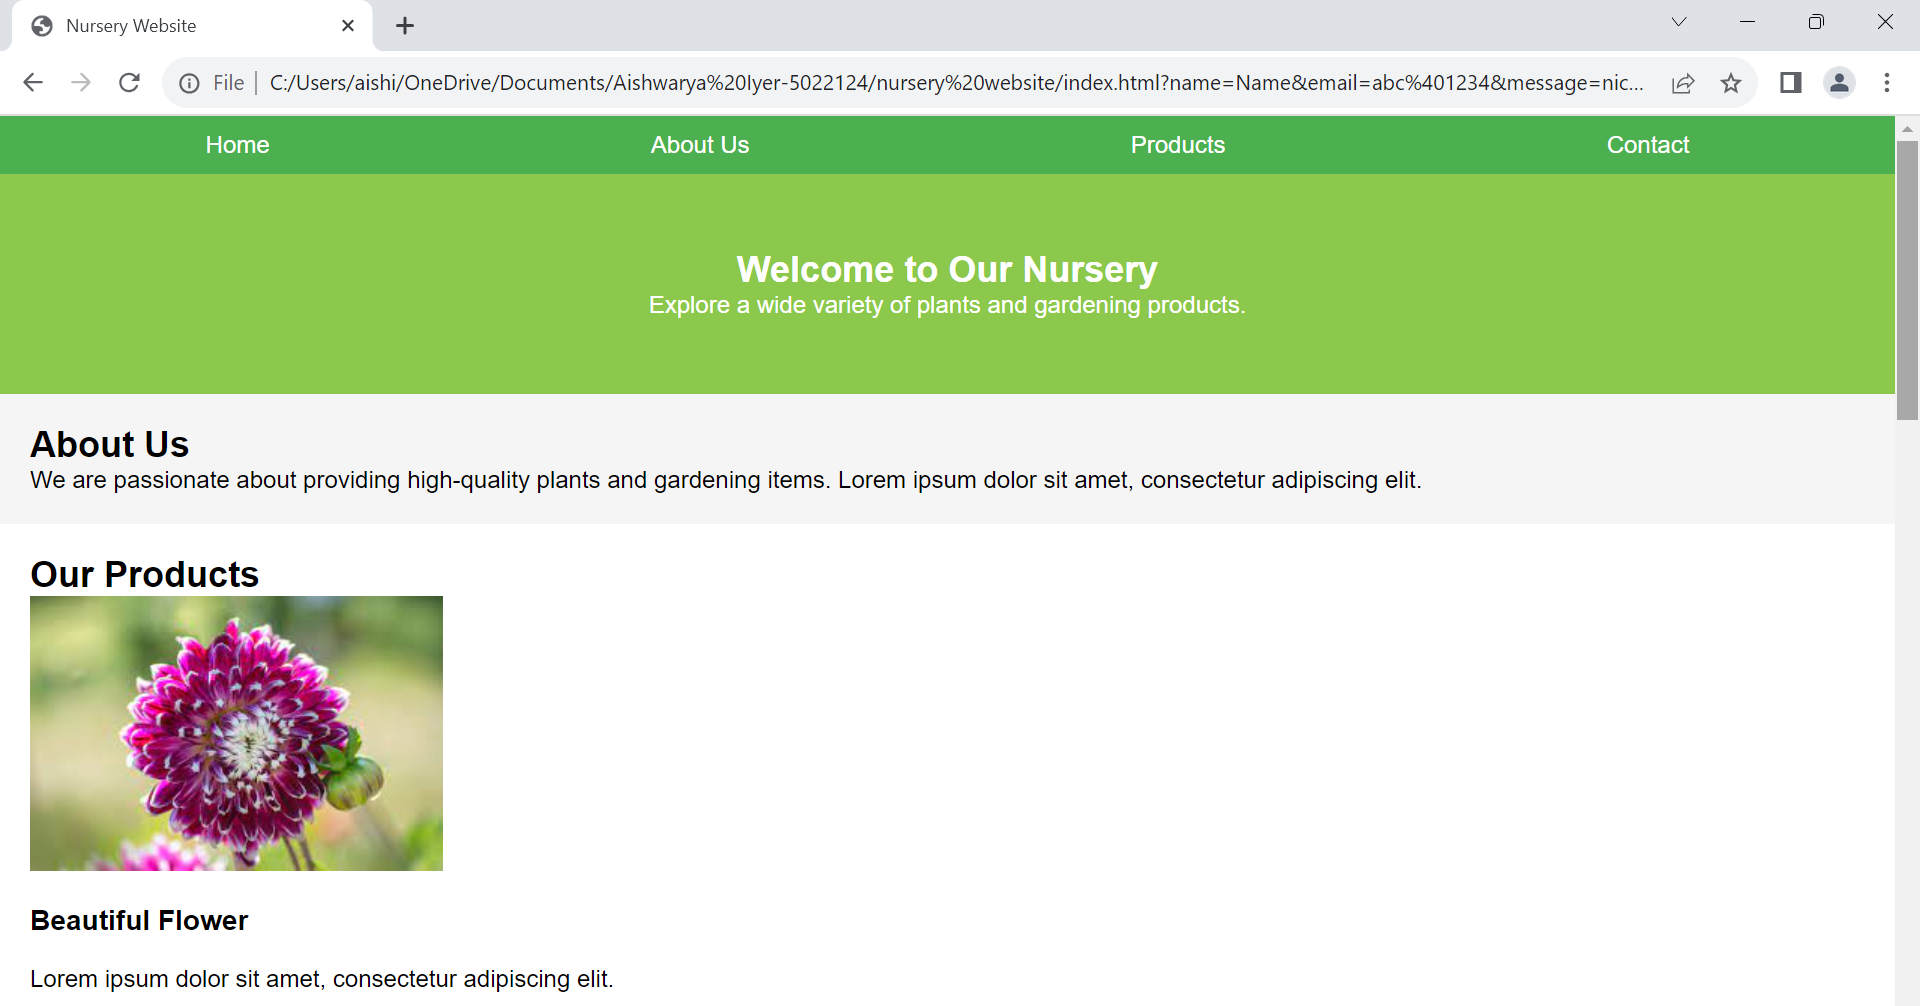 Nursery Website
File C:/Users/aishi/OneDrive/Documents/Aishwarya%20Iyer-5022124/nursery%20website/index.html?name=Name&email=abc%401234&message=nic...
Home About Us Products Contact
Welcome to Our Nursery
Explore a wide variety of plants and gardening products.
About Us
We are passionate about providing high-quality plants and gardening items. Lorem ipsum dolor sit amet, consectetur adipiscing elit.
Our Products
Beautiful Flower
Lorem ipsum dolor sit amet, consectetur adipiscing elit.